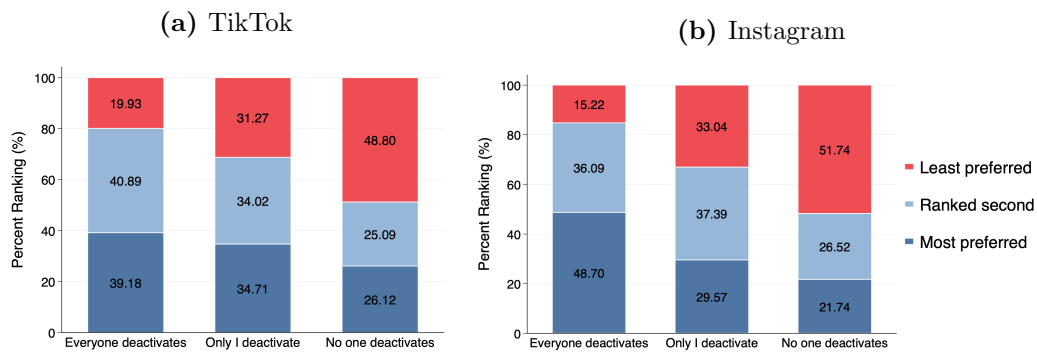 (a) TikTok
Percent Ranking (%)
100
80
60
40
20
0
19.93
40.89
39.18
31.27
34.02
34.71
48.80
25.09
26.12
Everyone deactivates
Only I deactivate
No one deactivates
(b) Instagram
Percent Ranking (%)
100
80
60
40
20
0
15.22
36.09
48.70
33.04
37.39
29.57
51.74
26.52
21.74
Everyone deactivates
Only I deactivate
No one deactivates
Least preferred
Ranked second
Most preferred